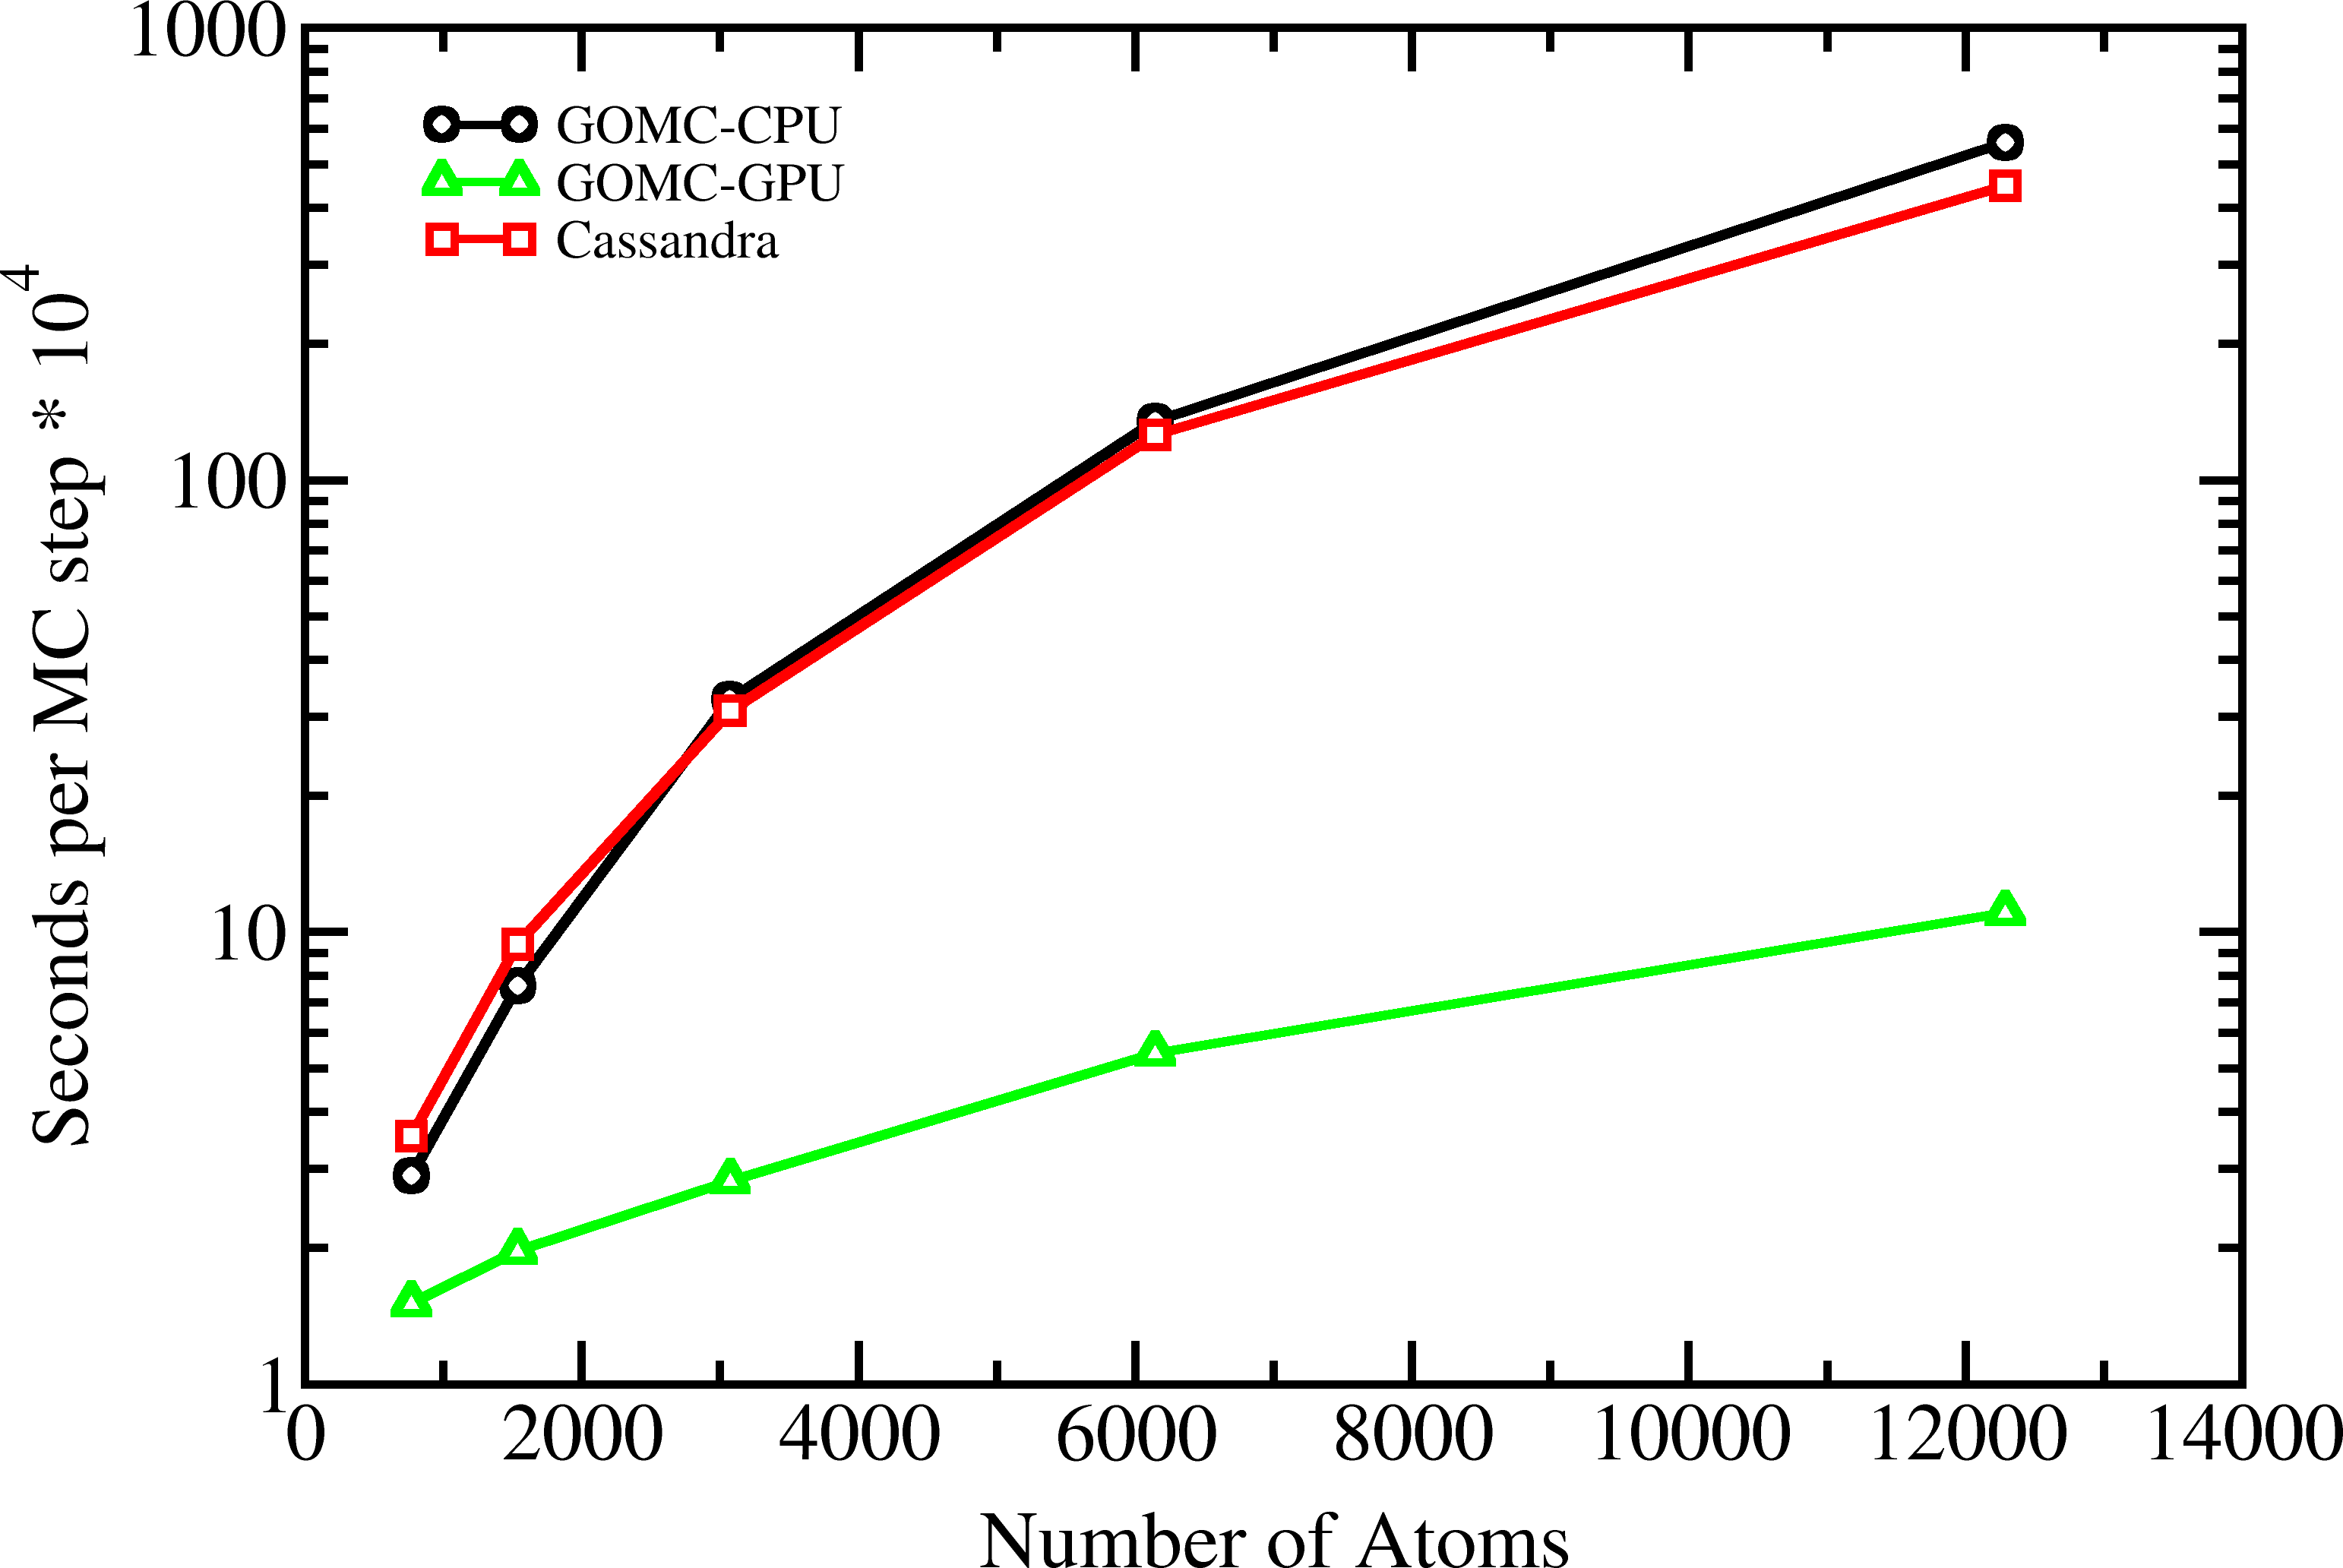 1000
100
10
1
Seconds per MC step * 10^4
GOMC-CPU
GOMC-GPU
Cassandra
0 2000 4000 6000 8000 10000 12000 14000
Number of Atoms